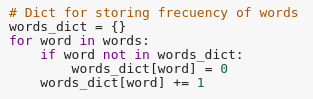 # Dict for storing frecuency of words
words_dict = {}
for word in words:
    if word not in words_dict:
        words_dict[word] = 0
    words_dict[word] += 1